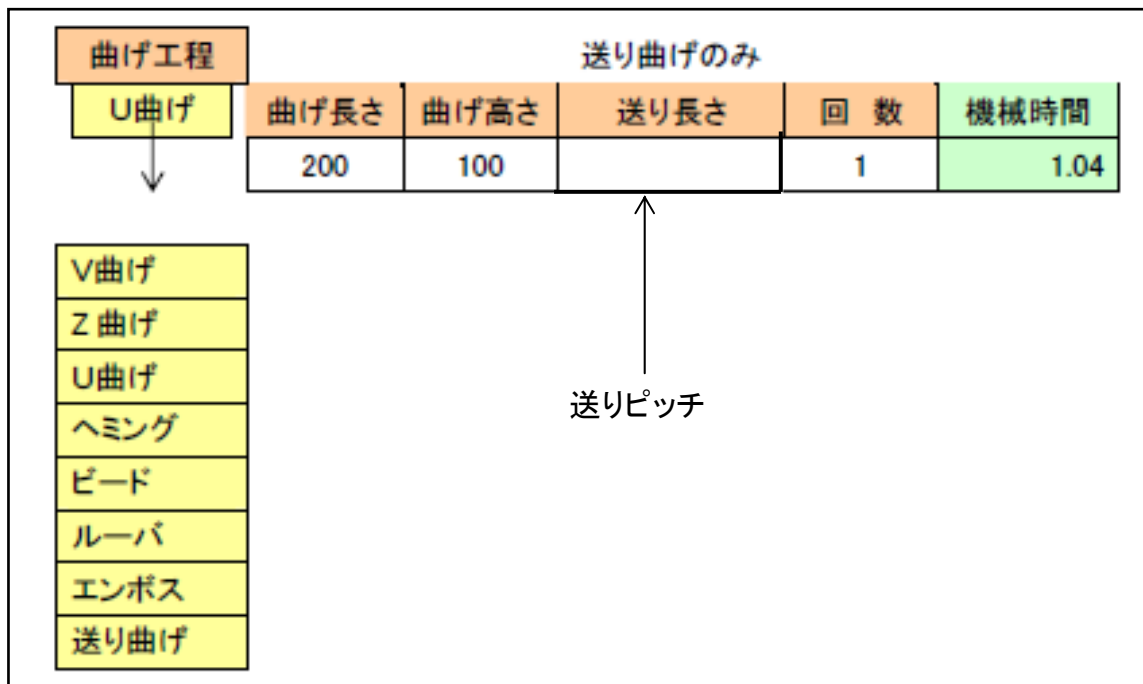 曲げ工程 送り曲げのみ
U曲げ 曲げ長さ 曲げ高さ 送り長さ 回 数 機械時間
200 100 1 1.04
V曲げ
Z 曲げ
U曲げ
ヘミング
ビード
ルーバ
エンボス
送り曲げ
送りピッチ